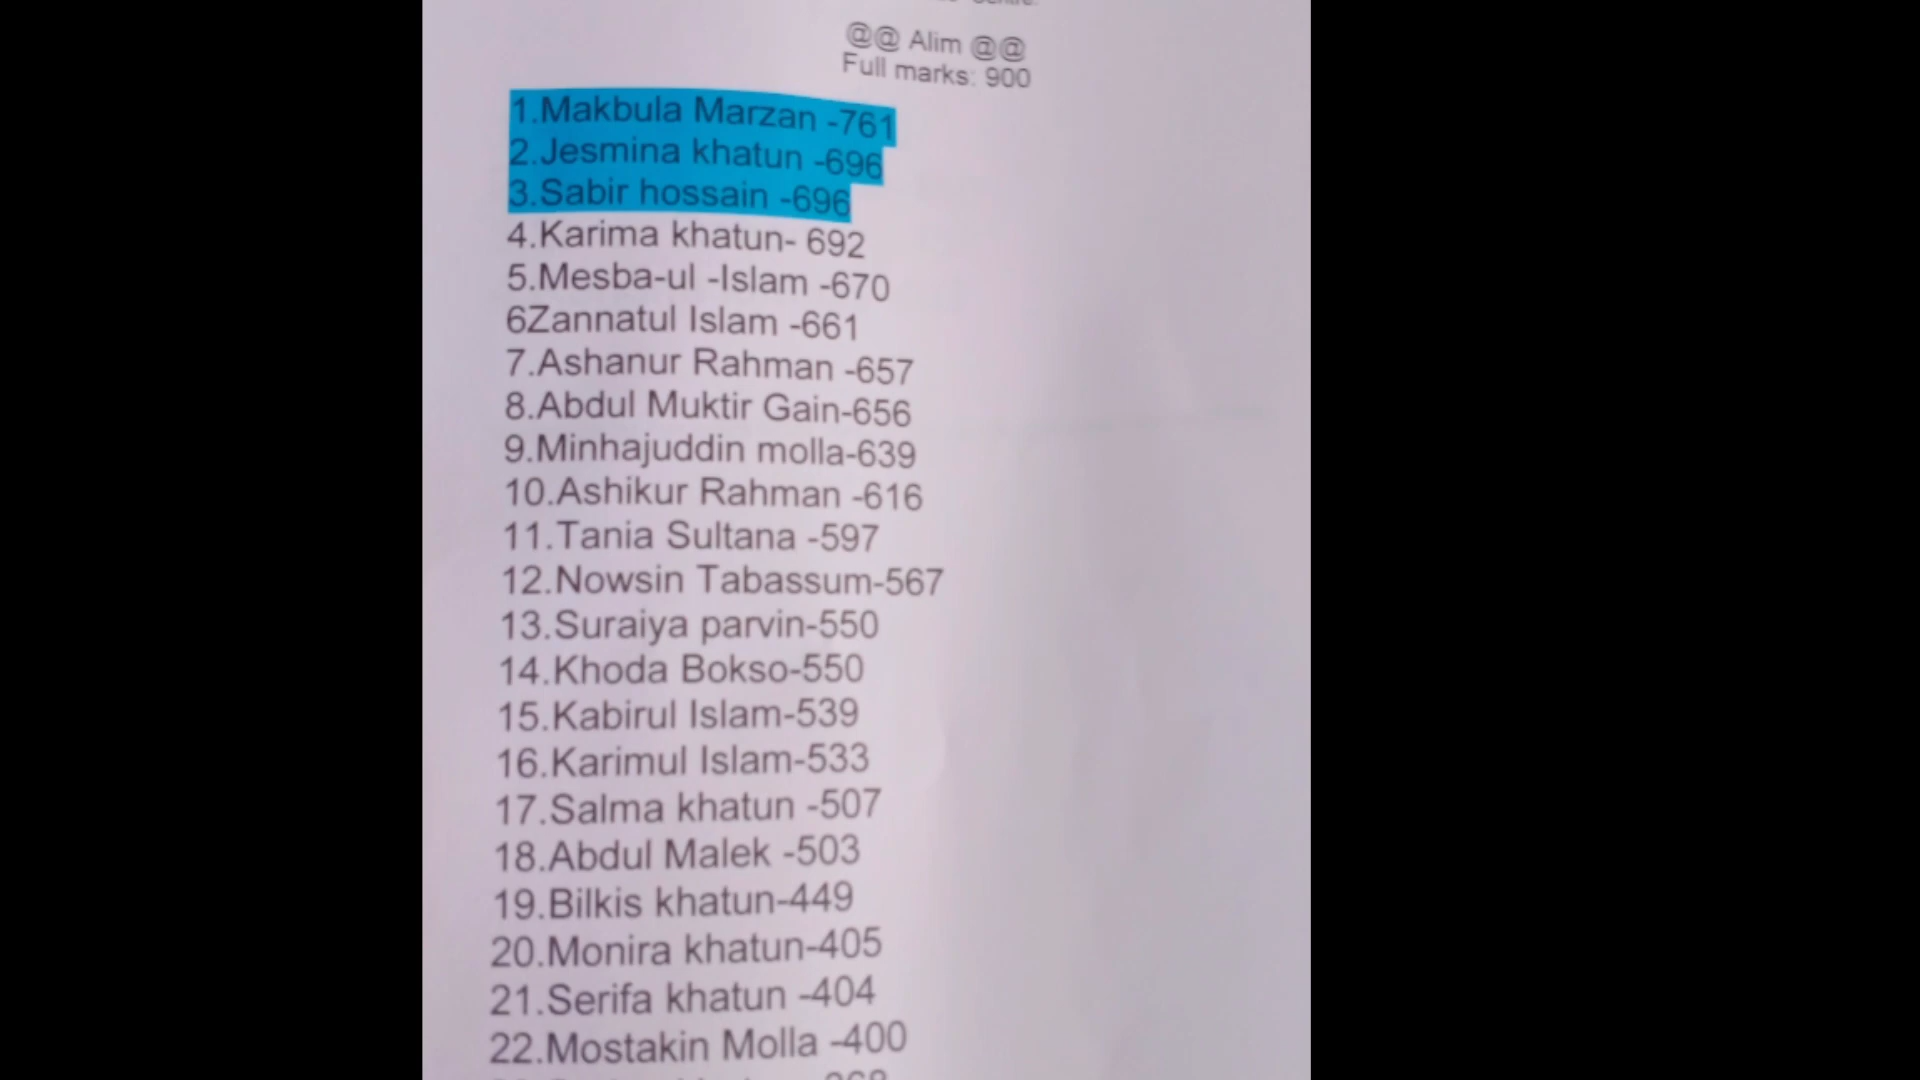 @@ Alim @@
Full marks: 900
1.Makbula Marzan -761
2.Jesmina khatun -696
3.Sabir hossain -696
4.Karima khatun- 692
5.Mesba-ul -Islam -670
6Zannatul Islam -661
7.Ashanur Rahman -657
8.Abdul Muktir Gain-656
9.Minhajuddin molla-639
10.Ashikur Rahman -616
11.Tania Sultana -597
12.Nowsin Tabassum-567
13.Suraiya parvin-550
14.Khoda Bokso-550
15.Kabirul Islam-539
16.Karimul Islam-533
17.Salma khatun -507
18.Abdul Malek -503
19.Bilkis khatun-449
20.Monira khatun-405
21.Serifa khatun -404
22.Mostakin Molla -400